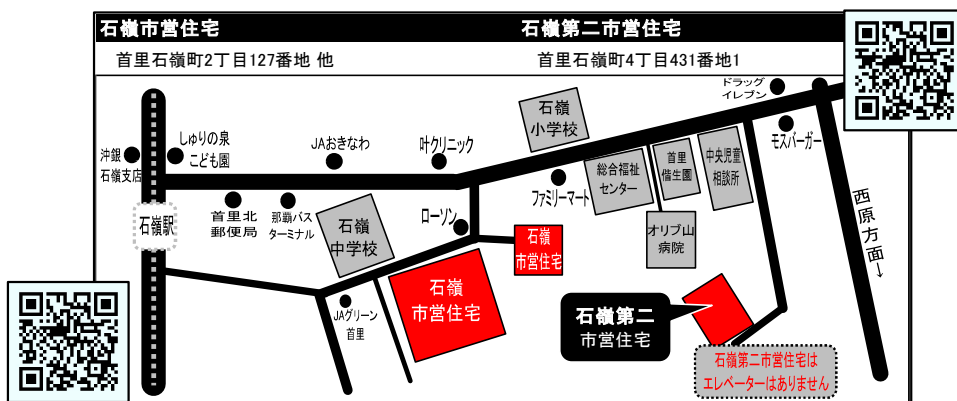 石嶺市営住宅
石嶺第二市営住宅
首里石嶺町2丁目127番地 他
首里石嶺町4丁目431番地1
ドラッグ
イレブン
石嶺
小学校
モスバーガー
しゅりの泉
こども園
JAおきなわ
叶クリニック
沖銀
石嶺支店
総合福祉
センター
首里
偕生園
中央児童
相談所
ファミリーマート
西原方面→
石嶺駅
首里北
郵便局
那覇バス
ターミナル
石嶺
中学校
ローソン
石嶺
市営住宅
オリブ山
病院
石嶺
市営住宅
JAグリーン
首里
石嶺第二
市営住宅
石嶺第二市営住宅は
エレベーターはありません